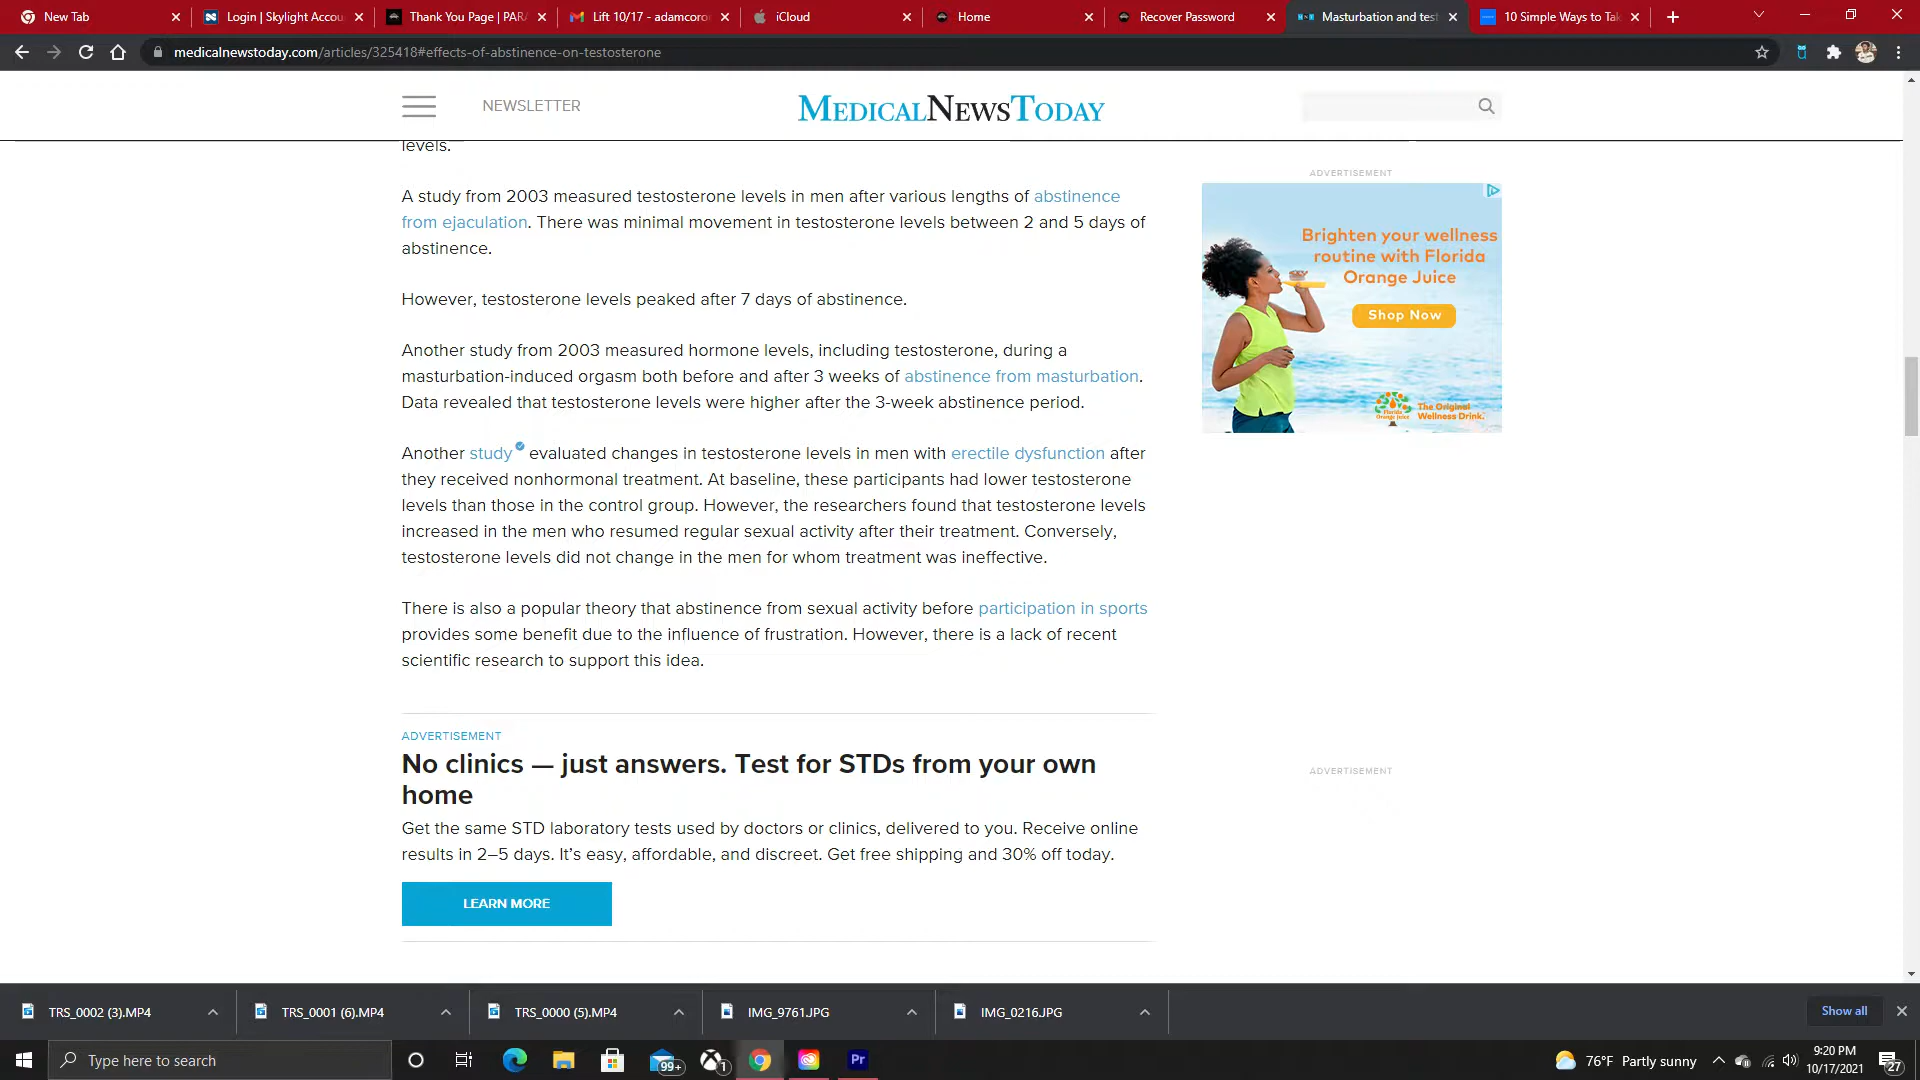 New Tab
Login | Skylight Accou
Thank You Page | PAR
Lift 10/17 - adamcoro
iCloud
Home
Recover Password
Masturbation and test
10 Simple Ways to Tak
medicalnewstoday.com/articles/325418#effects-of-abstinence-on-testosterone
NEWSLETTER
MEDICALNEWSTODAY
levels.
A study from 2003 measured testosterone levels in men after various lengths of abstinence
from ejaculation. There was minimal movement in testosterone levels between 2 and 5 days of
abstinence.
However, testosterone levels peaked after 7 days of abstinence.
Another study from 2003 measured hormone levels, including testosterone, during a
masturbation-induced orgasm both before and after 3 weeks of abstinence from masturbation.
Data revealed that testosterone levels were higher after the 3-week abstinence period.
Another study evaluated changes in testosterone levels in men with erectile dysfunction after
they received nonhormonal treatment. At baseline, these participants had lower testosterone
levels than those in the control group. However, the researchers found that testosterone levels
increased in the men who resumed regular sexual activity after their treatment. Conversely,
testosterone levels did not change in the men for whom treatment was ineffective.
There is also a popular theory that abstinence from sexual activity before participation in sports
provides some benefit due to the influence of frustration. However, there is a lack of recent
scientific research to support this idea.
ADVERTISEMENT
No clinics — just answers. Test for STDs from your own
home
Get the same STD laboratory tests used by doctors or clinics, delivered to you. Receive online
results in 2–5 days. It's easy, affordable, and discreet. Get free shipping and 30% off today.
LEARN MORE
ADVERTISEMENT
Brighten your wellness
routine with Florida
Orange Juice
Shop Now
Florida
Orange Juice
The Original
Wellness Drink.
ADVERTISEMENT
TRS_0002 (3).MP4
TRS_0001 (6).MP4
TRS_0000 (5).MP4
IMG_9761.JPG
IMG_0216.JPG
Show all
Type here to search
99+
1
Pr
76°F Partly sunny
9:20 PM
10/17/2021
27